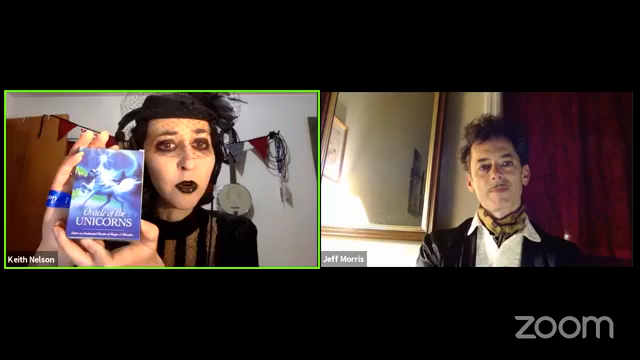 Oracle of the
UNICORNS
Keith Nelson
Jeff Morris
zoom